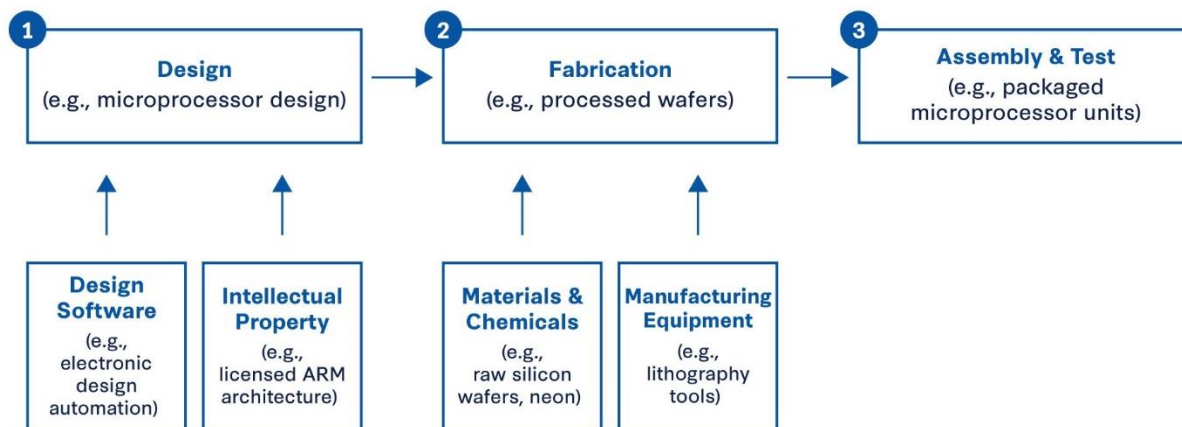 1
Design
(e.g., microprocessor design)
2
Fabrication
(e.g., processed wafers)
3
Assembly & Test
(e.g., packaged
microprocessor units)
Design
Software
(e.g.,
electronic
design
automation)
Intellectual
Property
(e.g.,
licensed ARM
architecture)
Materials &
Chemicals
(e.g.,
raw silicon
wafers, neon)
Manufacturing
Equipment
(e.g.,
lithography
tools)